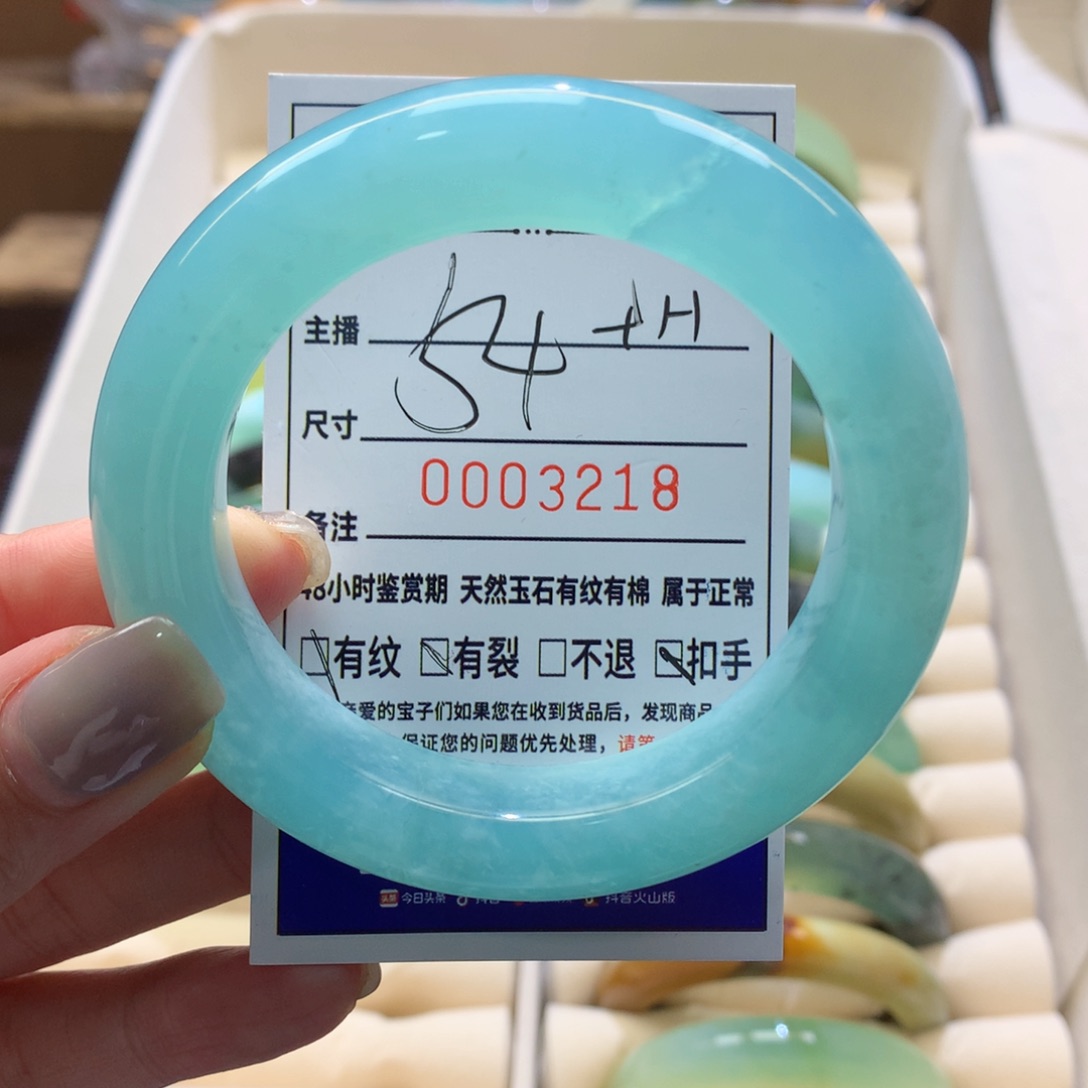 主播 54 +H
尺寸
0003218
备注
48小时鉴赏期 天然玉石有纹有棉 属于正常
有纹 有裂 不退 扣手
亲爱的宝子们如果您在收到货品后，发现商品
保证您的问题优先处理，请第
今日头条 抖音 抖音火山版